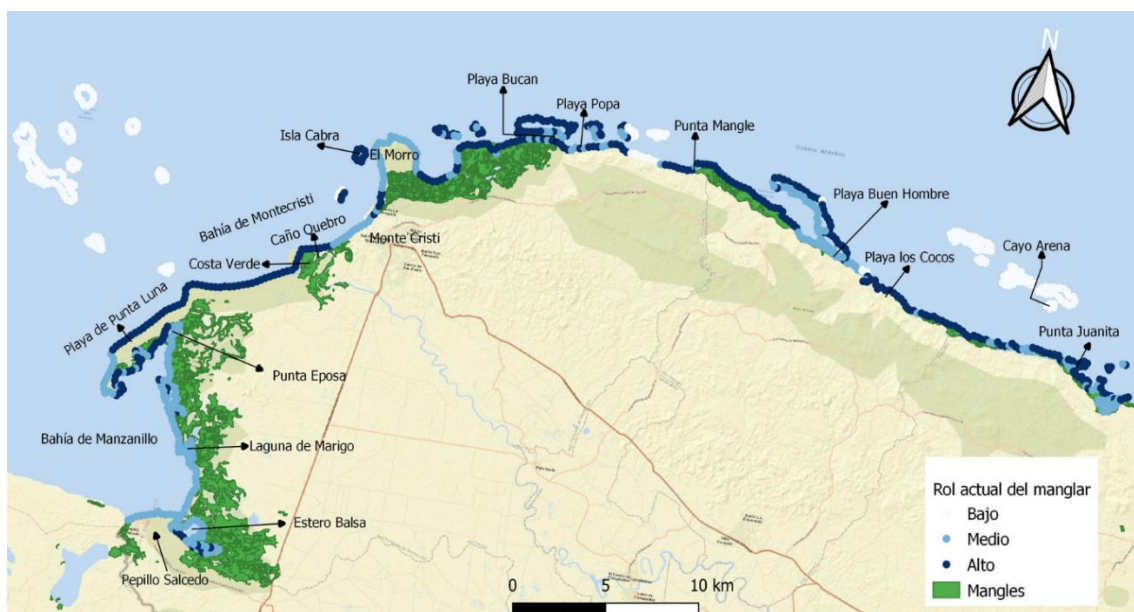 N
Playa Bucan
Playa Popa
Punta Mangle
Isla Cabra
El Morro
Playa Buen Hombre
Bahía de Montecristi
Caño Quebro
Monte Cristi
Costa Verde
Playa los Cocos
Cayo Arena
Playa de Punta Luna
Punta Juanita
Punta Eposa
Bahía de Manzanillo
Laguna de Marigo
Estero Balsa
Pepillo Salcedo
0 5 10 km
Rol actual del manglar
Bajo
Medio
Alto
Mangles